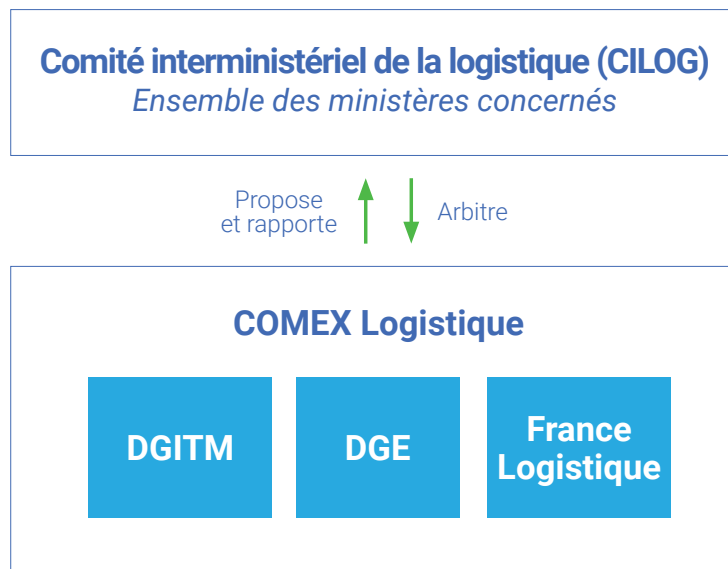 Comité interministériel de la logistique (CILOG)
Ensemble des ministères concernés
Propose
et rapporte
Arbitre
COMEX Logistique
DGITM
DGE
France
Logistique